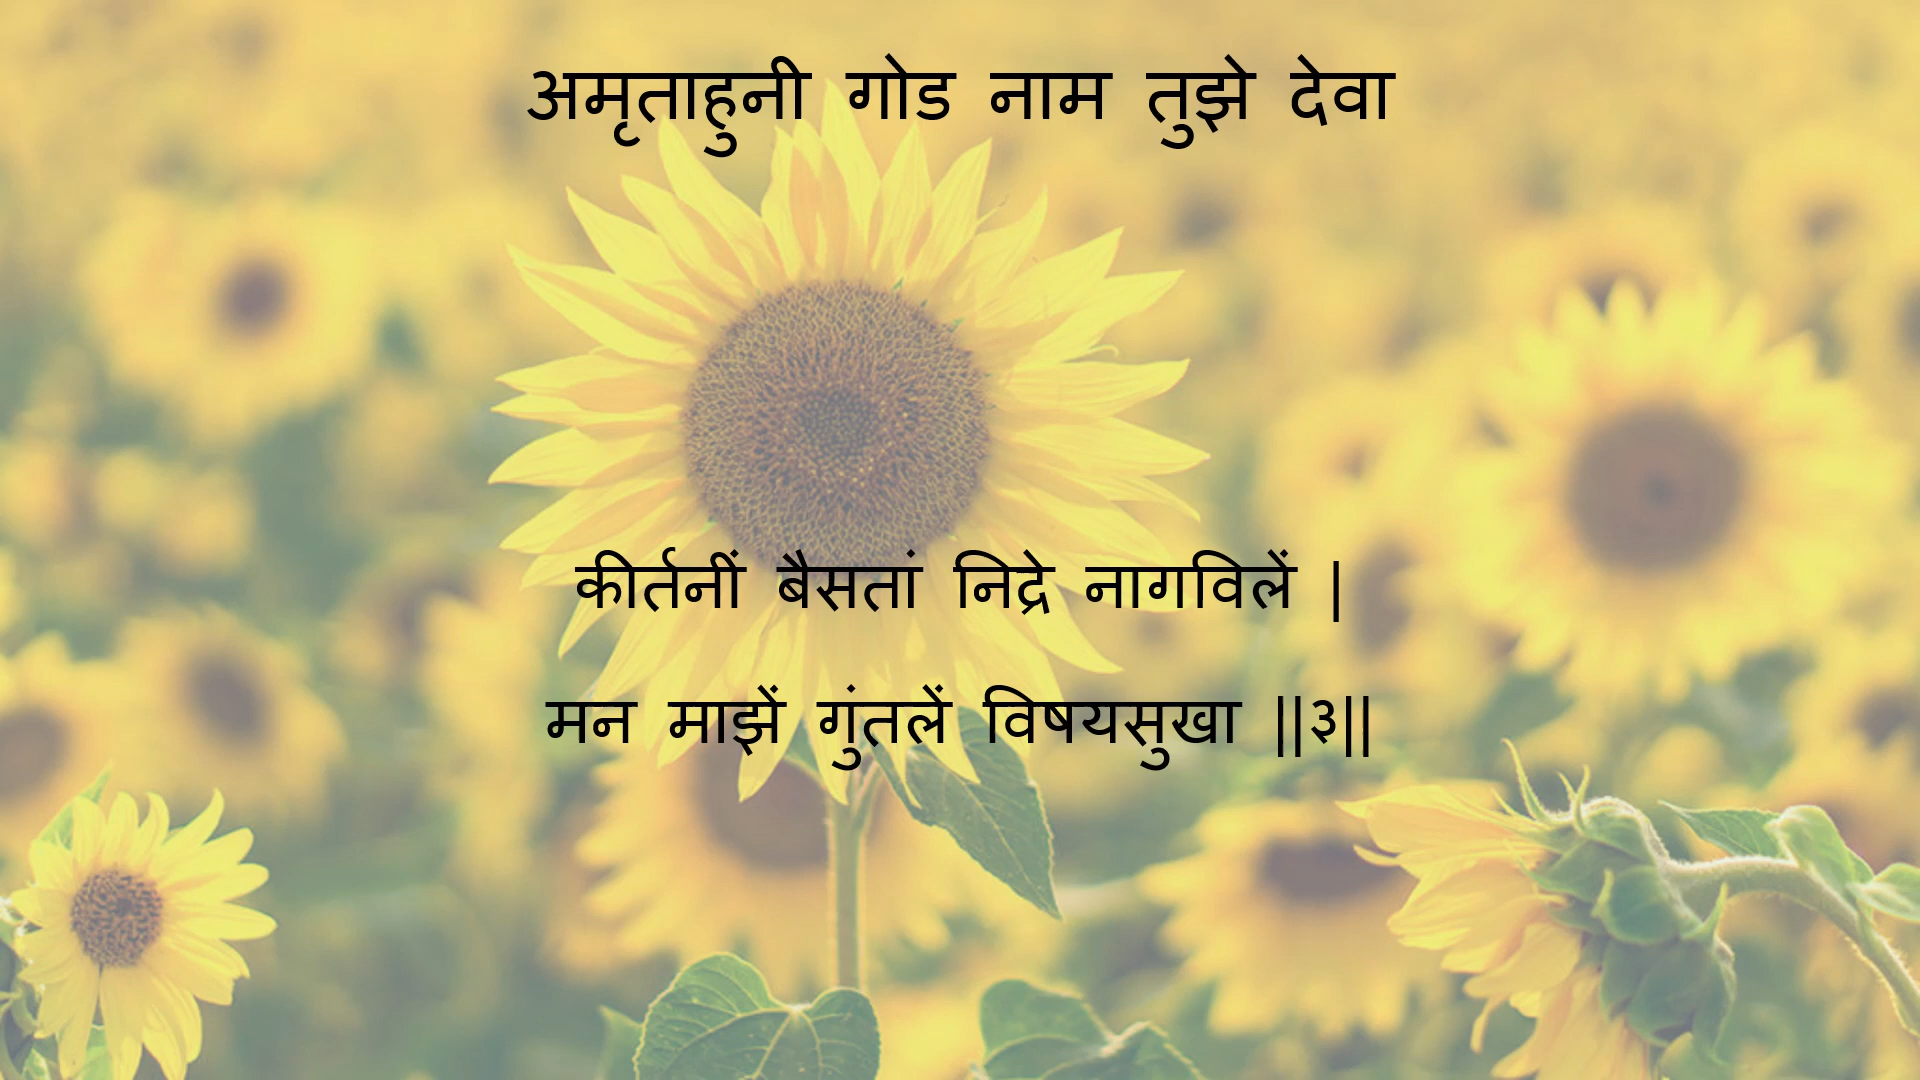 अमृताहुनी गोड नाम तुझे देवा
कीर्तनीं बैसतां निद्रे नागविलें |
मन माझें गुंतलें विषयसुखा ||३||